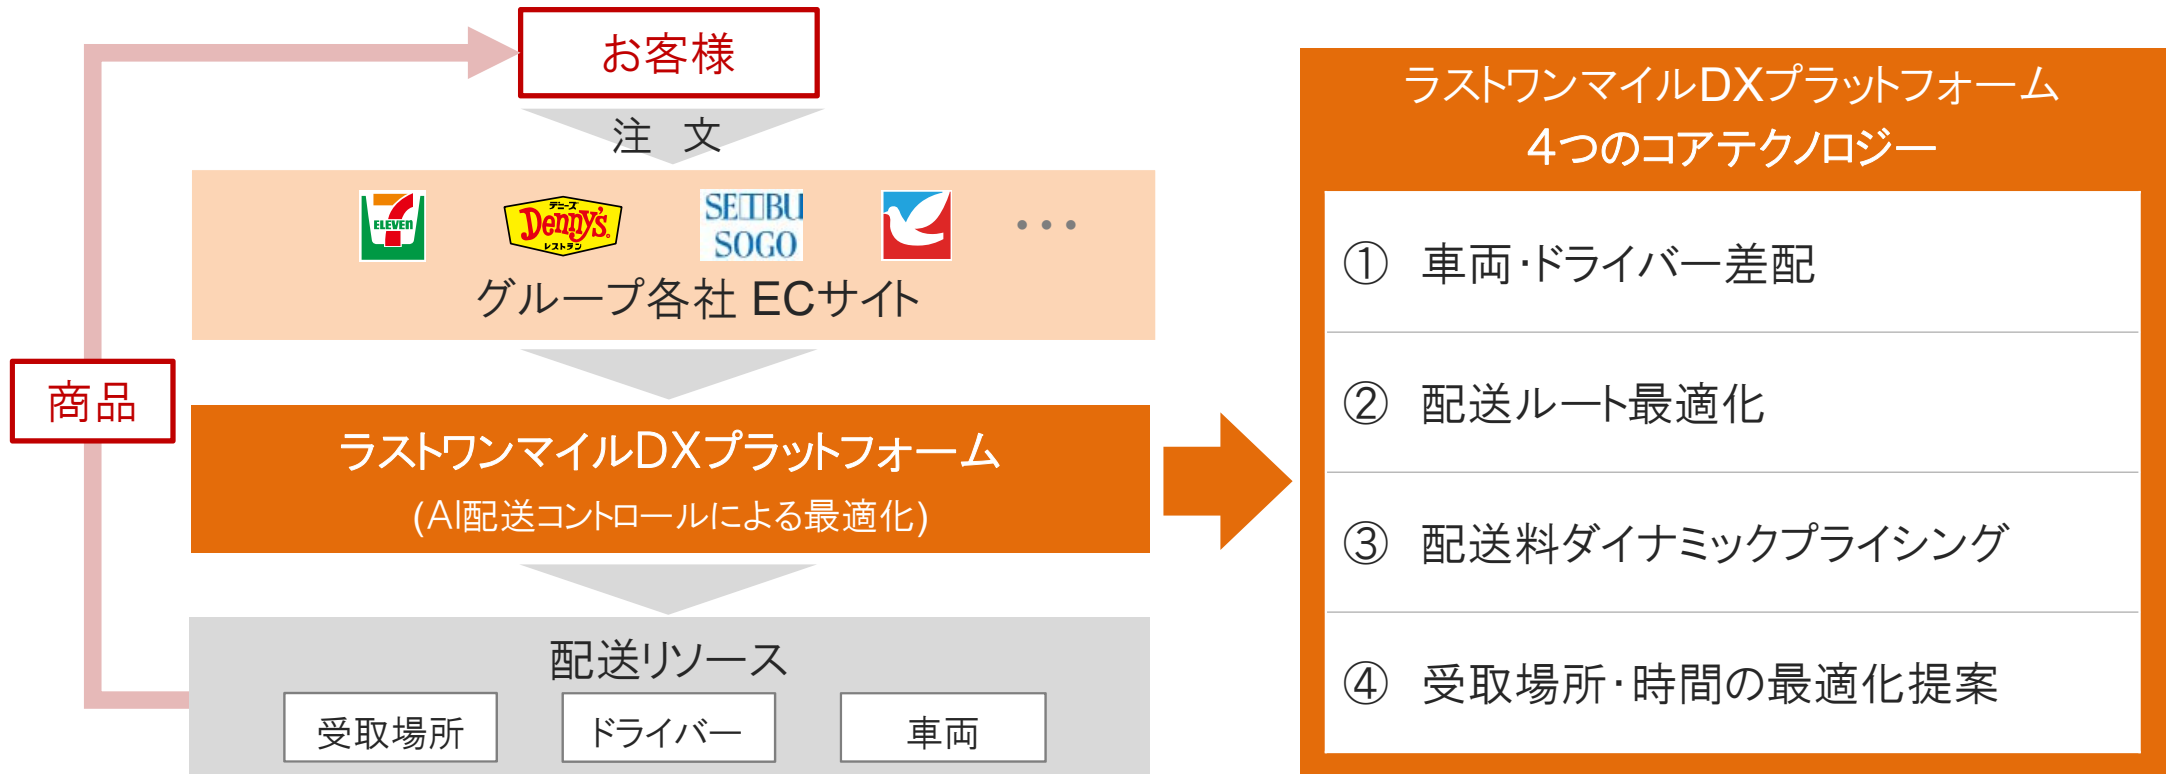 お客様
注 文
ELEVEN
デニーズ
Denny's
レストラン
SEIBU
SOGO
・・・
グループ各社 ECサイト
商品
ラストワンマイルDXプラットフォーム
(AI配送コントロールによる最適化)
配送リソース
受取場所
ドライバー
車両
ラストワンマイルDXプラットフォーム
4つのコアテクノロジー
① 車両・ドライバー差配
② 配送ルート最適化
③ 配送料ダイナミックプライシング
④ 受取場所・時間の最適化提案